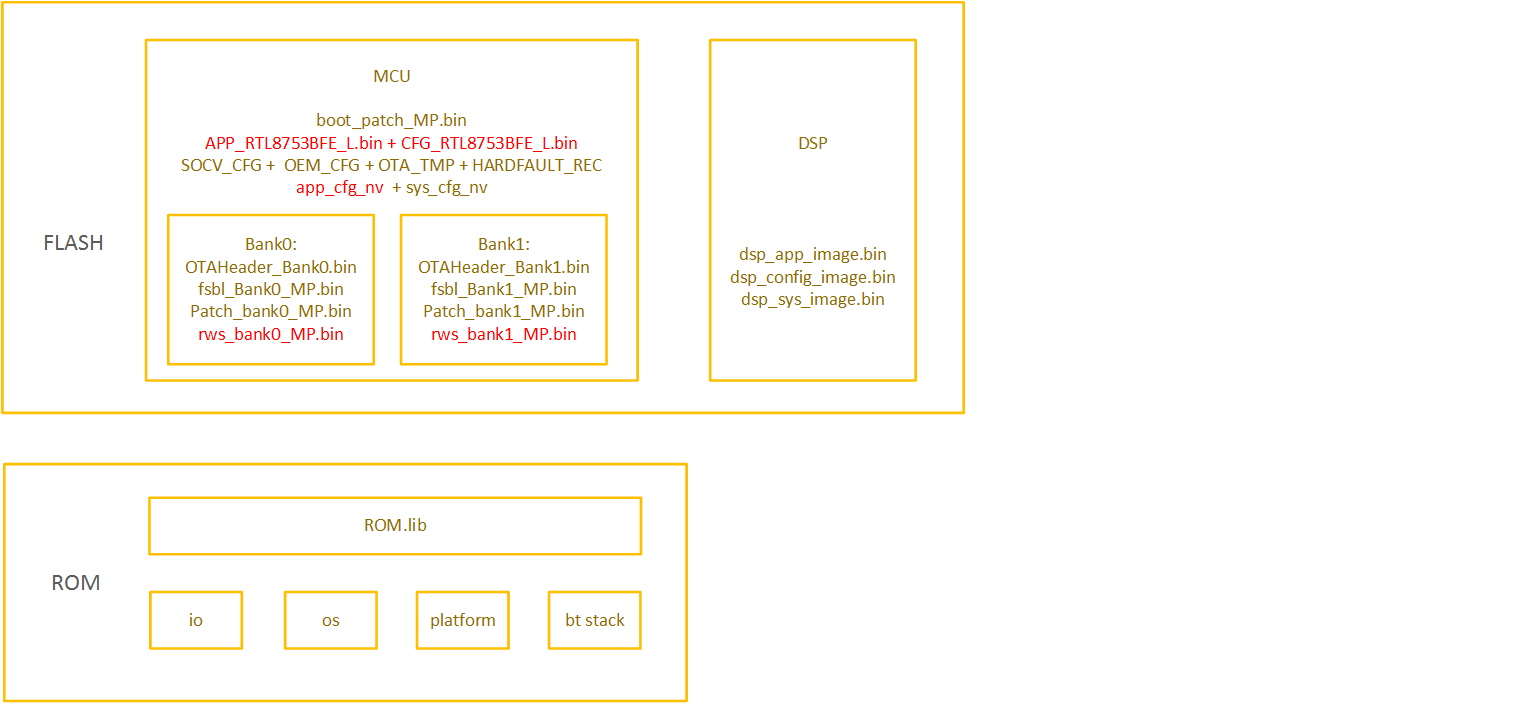 FLASH
MCU
boot_patch_MP.bin
APP_RTL8753BFE_L.bin + CFG_RTL8753BFE_L.bin
SOCV_CFG + OEM_CFG + OTA_TMP + HARDFAULT_REC
app_cfg_nv + sys_cfg_nv
Bank0:
OTAHeader_Bank0.bin
fsbl_Bank0_MP.bin
Patch_bank0_MP.bin
rws_bank0_MP.bin
Bank1:
OTAHeader_Bank1.bin
fsbl_Bank1_MP.bin
Patch_bank1_MP.bin
rws_bank1_MP.bin
DSP
dsp_app_image.bin
dsp_config_image.bin
dsp_sys_image.bin
ROM
ROM.lib
io
os
platform
bt stack